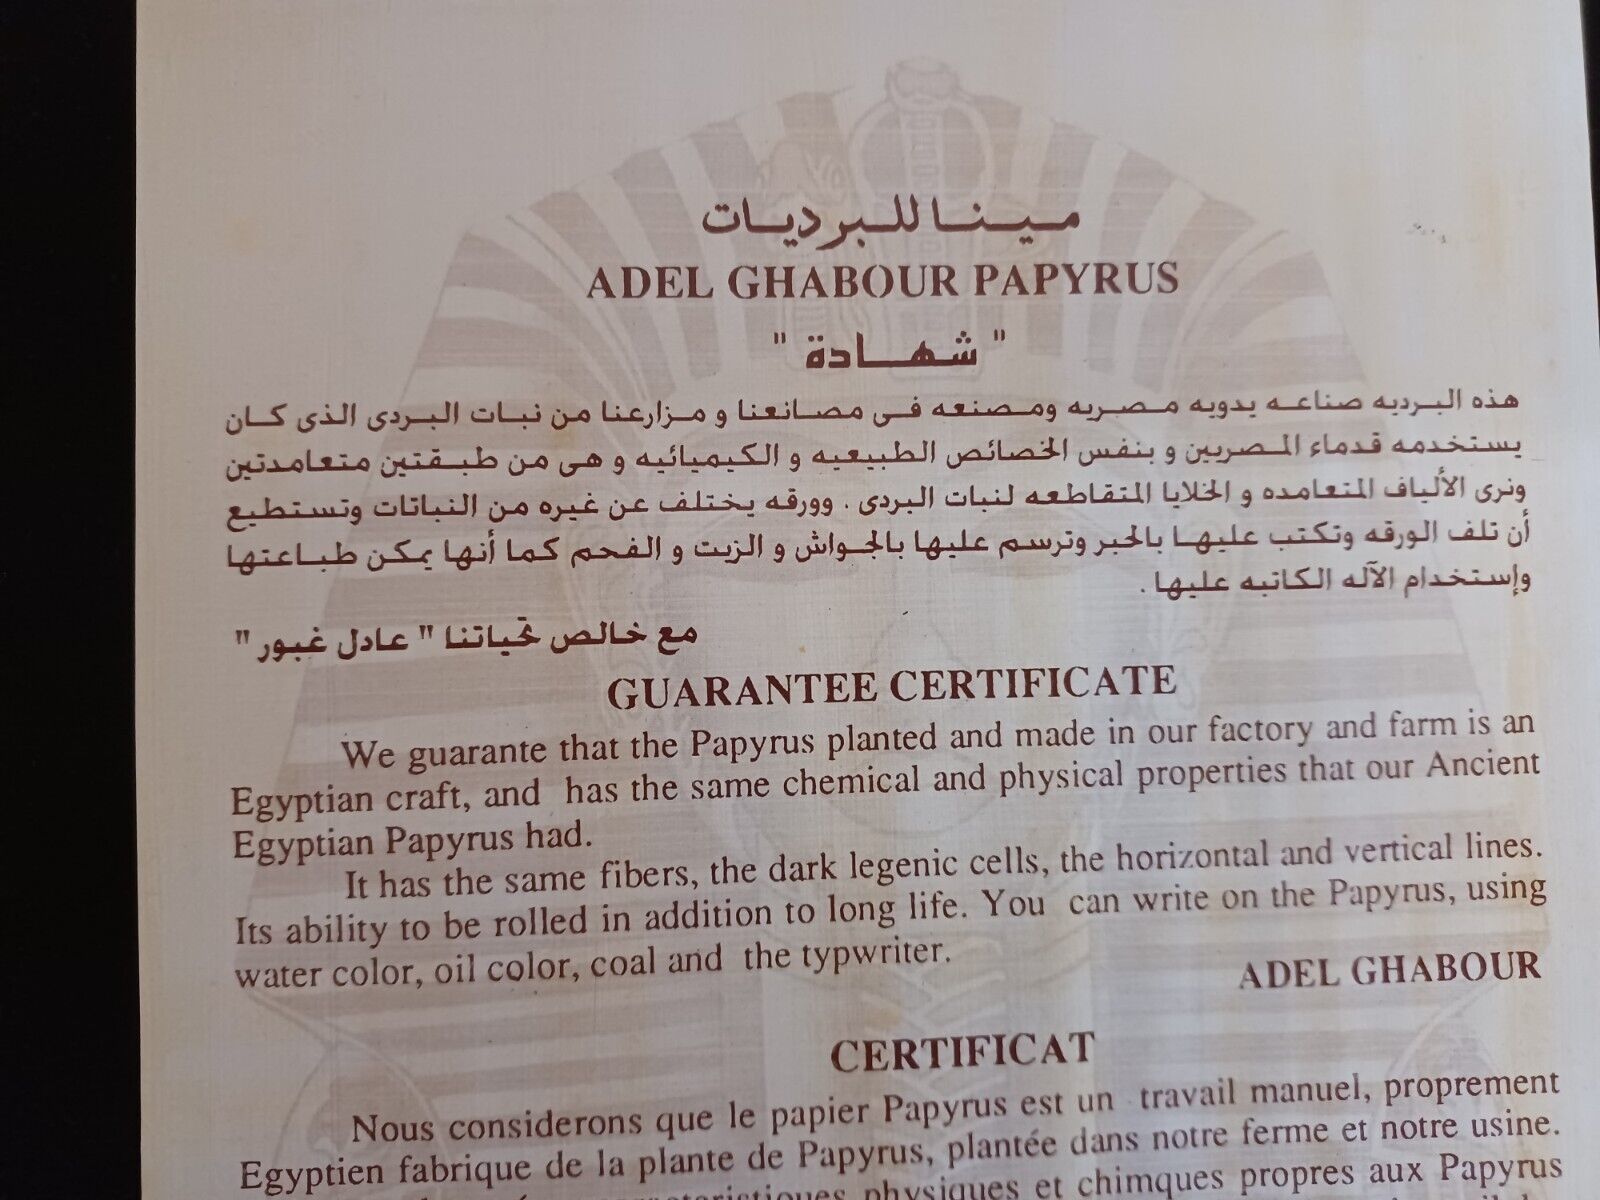 مينا للبرديات
ADEL GHABOUR PAPYRUS
" شهادة "
هذه البرديه صناعه يدويه مصريه ومصنعه فى مصانعنا و مزارعنا من نبات البردى الذى كان
يستخدمه قدماء المصريين و بنفس الخصائص الطبيعيه و الكيميائيه و هى من طبقتين متعامدتين
ونرى الألياف المتعامده و الخلايا المتقاطعه لنبات البردى . وورقه يختلف عن غيره من النباتات وتستطيع
أن تلف الورقه وتكتب عليها بالحبر وترسم عليها بالجواش و الزيت و الفحم كما أنها يمكن طباعتها
وإستخدام الآله الكاتبه عليها .
مع خالص تحياتنا " عادل غبور "
GUARANTEE CERTIFICATE
We guarante that the Papyrus planted and made in our factory and farm is an
Egyptian craft, and has the same chemical and physical properties that our Ancient
Egyptian Papyrus had.
It has the same fibers, the dark legenic cells, the horizontal and vertical lines.
Its ability to be rolled in addition to long life. You can write on the Papyrus, using
water color, oil color, coal and the typwriter.
ADEL GHABOUR
CERTIFICAT
Nous considerons que le papier Papyrus est un travail manuel, proprement
Egyptien fabrique de la plante de Papyrus, plantée dans notre ferme et notre usine.
physiques et chimques propres aux Papyrus